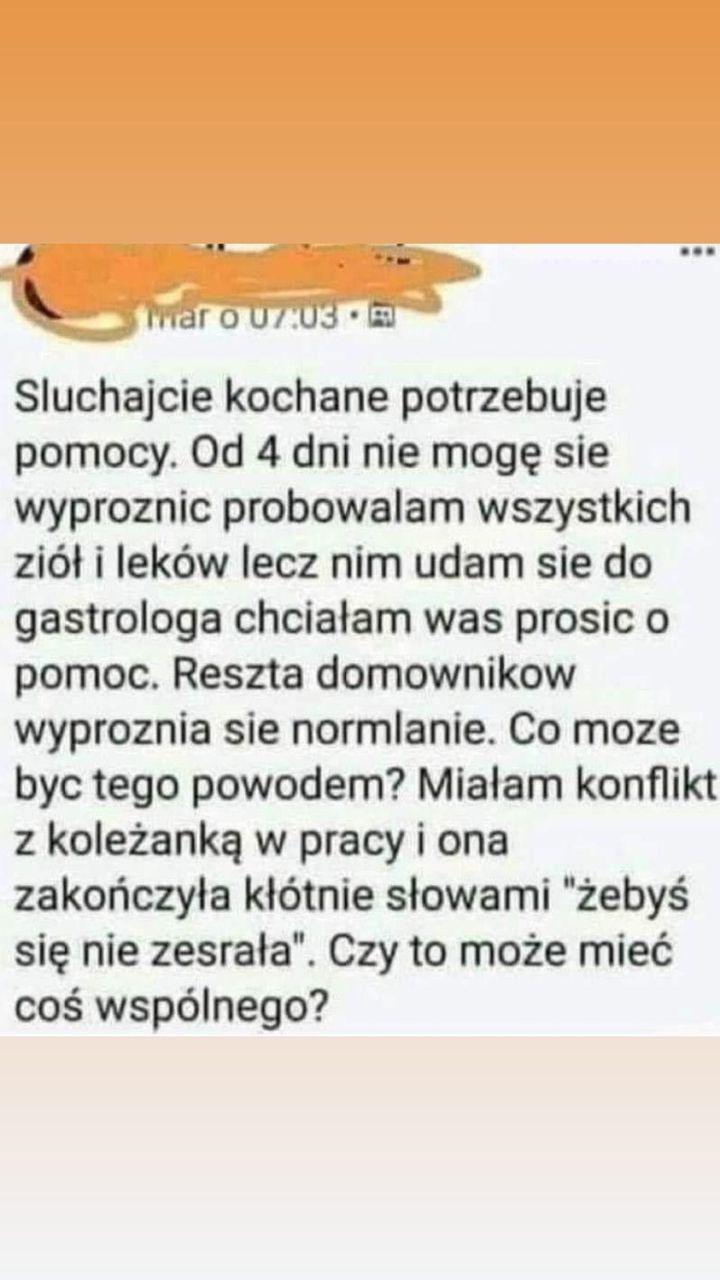 mar o 07:03 ·
Sluchajcie kochane potrzebuje
pomocy. Od 4 dni nie mogę sie
wyproznic probowalam wszystkich
ziół i leków lecz nim udam sie do
gastrologa chciałam was prosic o
pomoc. Reszta domownikow
wyproznia sie normlanie. Co moze
byc tego powodem? Miałam konflikt
z koleżanką w pracy i ona
zakończyła kłótnie słowami "żebyś
się nie zesrała". Czy to może mieć
coś wspólnego?